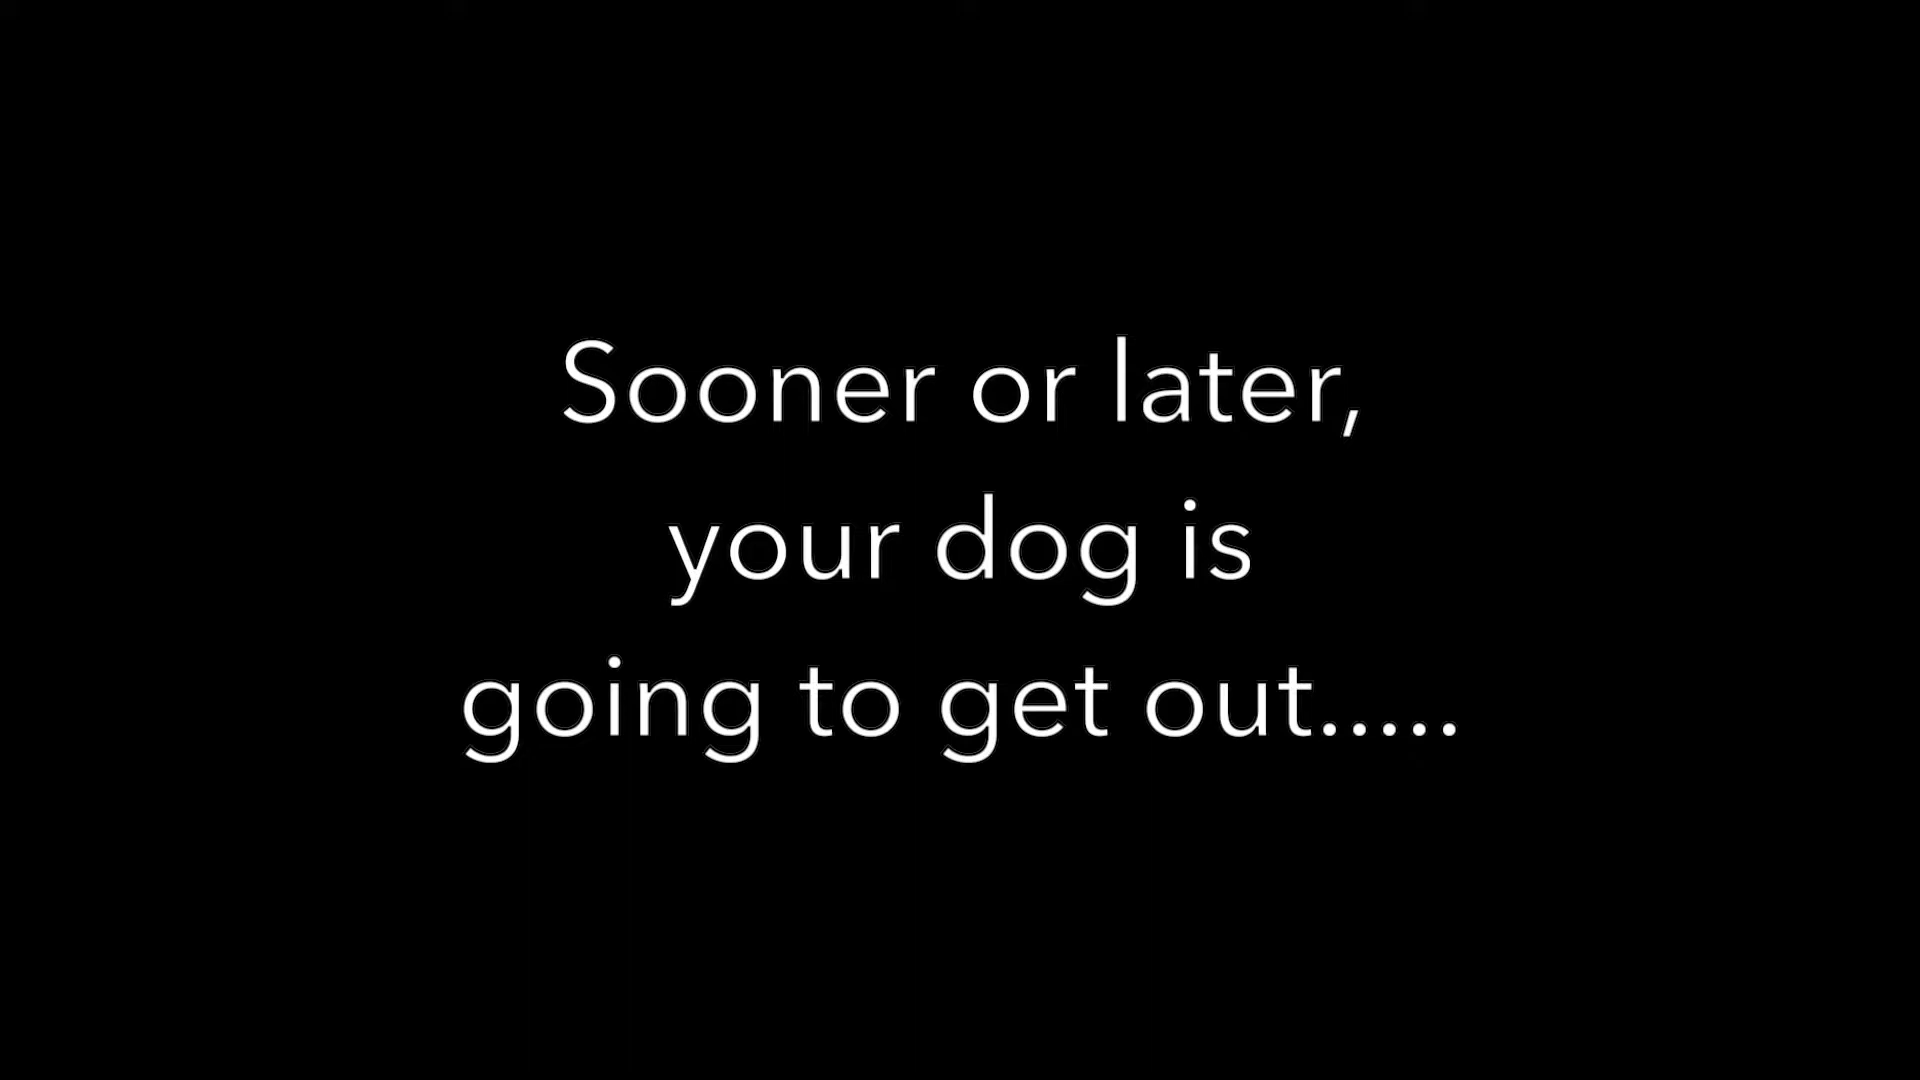 Sooner or later,
your dog is
going to get out.....